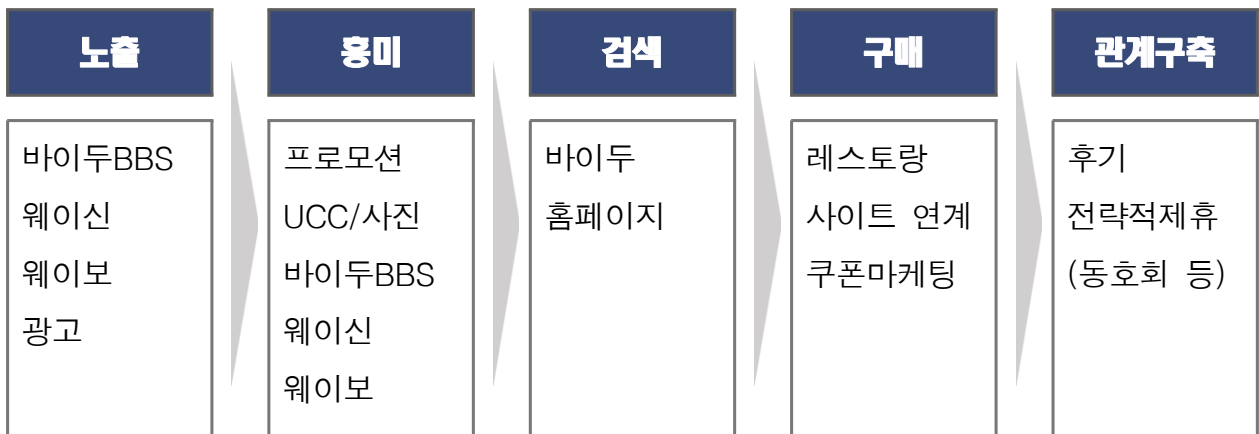 노출
바이두BBS
웨이신
웨이보
광고
흥미
프로모션
UCC/사진
바이두BBS
웨이신
웨이보
검색
바이두
홈페이지
구매
레스토랑
사이트 연계
쿠폰마케팅
관계구축
후기
전략적제휴
(동호회 등)